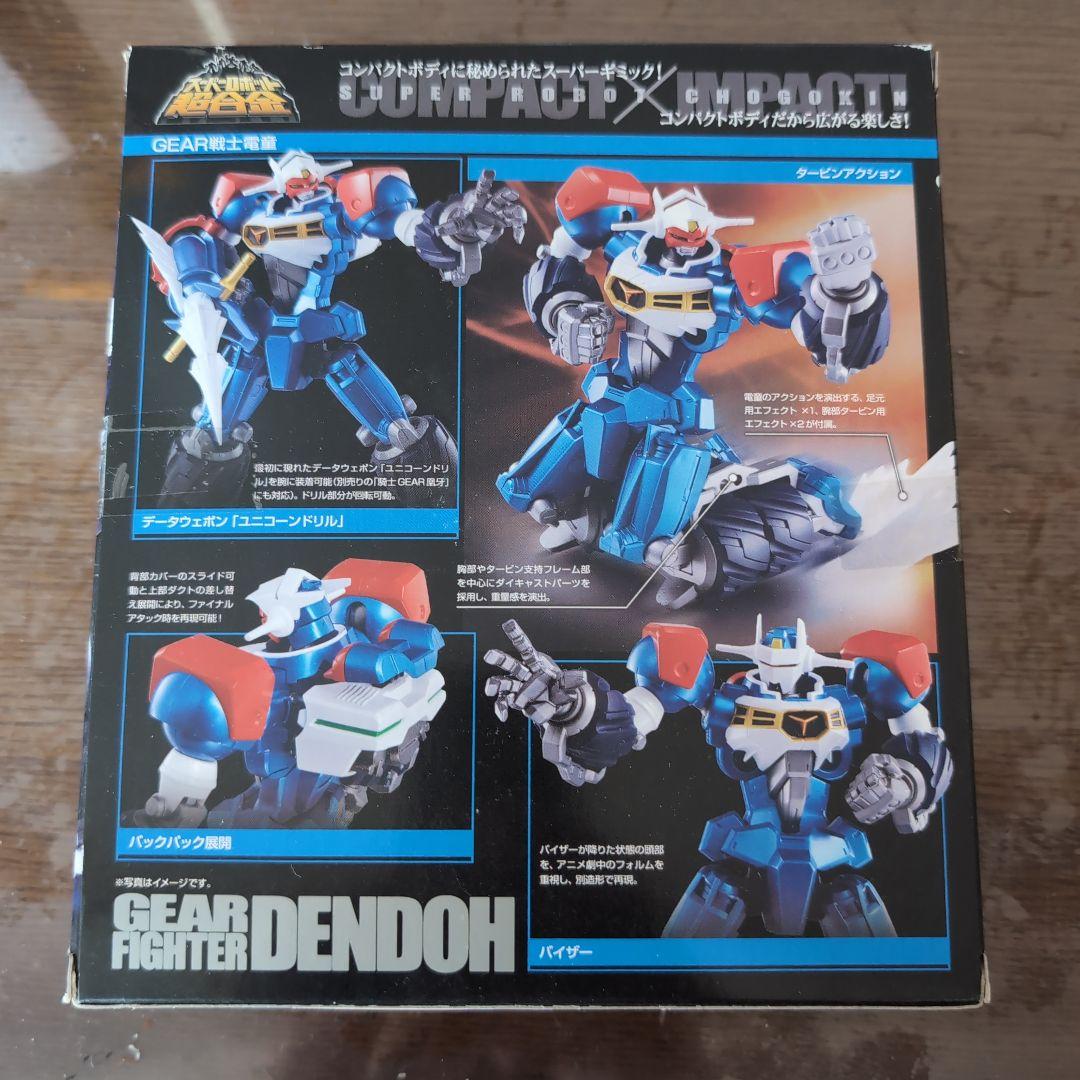 スーパーロボット
超合金
コンパクトボディに秘められたスーパーギミック!
COMPACT×IMPACT!
SUPER ROBOT CHOGOKIN
コンパクトボディだから広がる楽しさ!
GEAR戦士電童
タービンアクション
電童のアクションを演出する、足元
用エフェクト×1、腕部タービン用
エフェクト×2が付属。
最初に現れたデータウェポン「ユニコーンドリ
ル」を腕に装着可能(別売りの「騎士GEAR凰牙」
にも対応)。ドリル部分が回転可動。
データウェポン「ユニコーンドリル」
胸部やタービン支持フレーム部
を中心にダイキャストパーツを
採用し、重量感を演出。
背部カバーのスライド可
動と上部ダクトの差し替
え展開により、ファイナル
アタック時を再現可能!
バックパック展開
バイザーが降りた状態の頭部
を、アニメ劇中のフォルムを
重視し、別造形で再現。
バイザー
※写真はイメージです。
GEAR
FIGHTER DENDOH